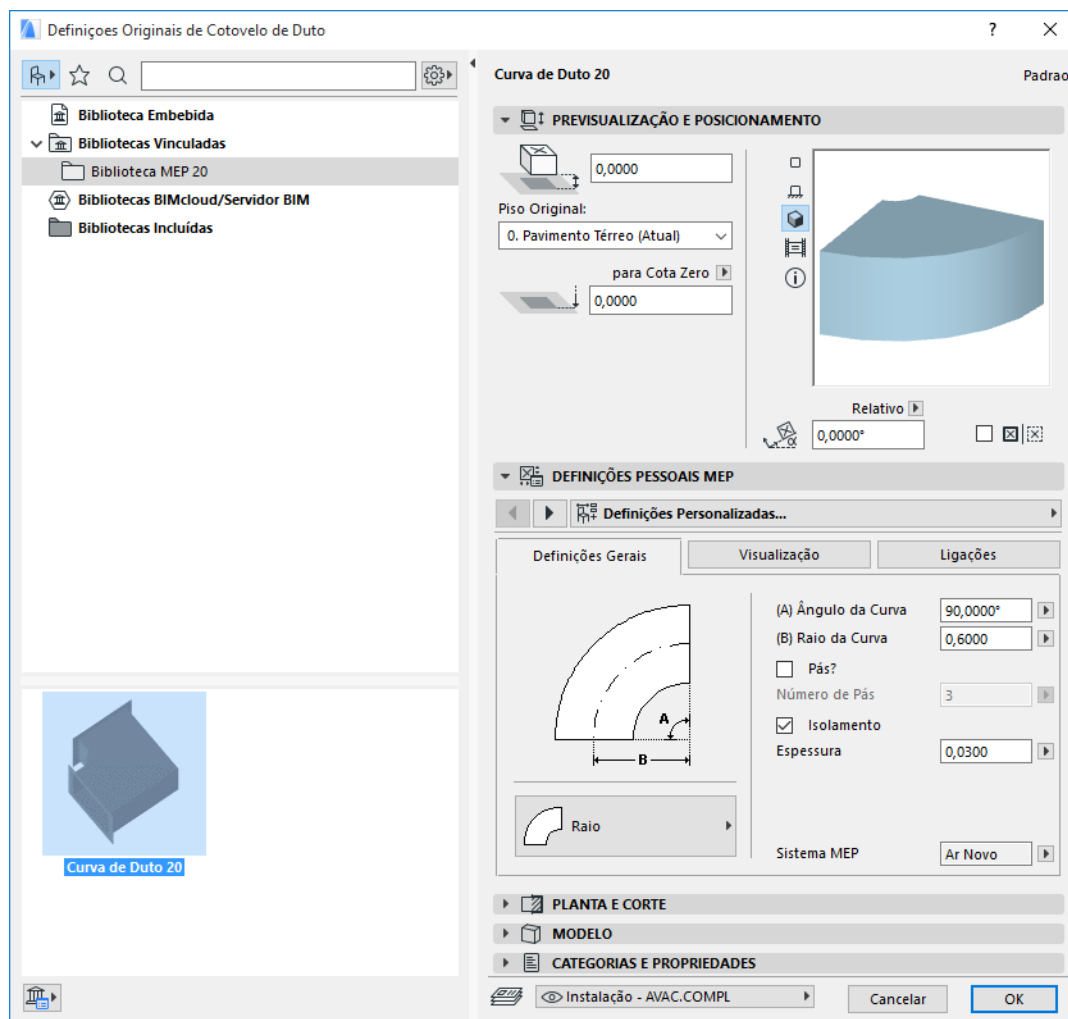 Definiçoes Originais de Cotovelo de Duto
?
Biblioteca Embebida
Bibliotecas Vinculadas
Biblioteca MEP 20
Bibliotecas BIMcloud/Servidor BIM
Bibliotecas Incluídas
Curva de Duto 20
Curva de Duto 20
Padrao
PREVISUALIZAÇÃO E POSICIONAMENTO
0,0000
Piso Original:
0. Pavimento Térreo (Atual)
para Cota Zero
0,0000
Relativo
α
0,0000°
DEFINIÇÕES PESSOAIS MEP
Definições Personalizadas...
Definições Gerais
Visualização
Ligações
A
B
Raio
(A) Ângulo da Curva
90,0000°
(B) Raio da Curva
0,6000
Pás?
Número de Pás
3
Isolamento
Espessura
0,0300
Sistema MEP
Ar Novo
PLANTA E CORTE
MODELO
CATEGORIAS E PROPRIEDADES
Instalação - AVAC.COMPL
Cancelar
OK